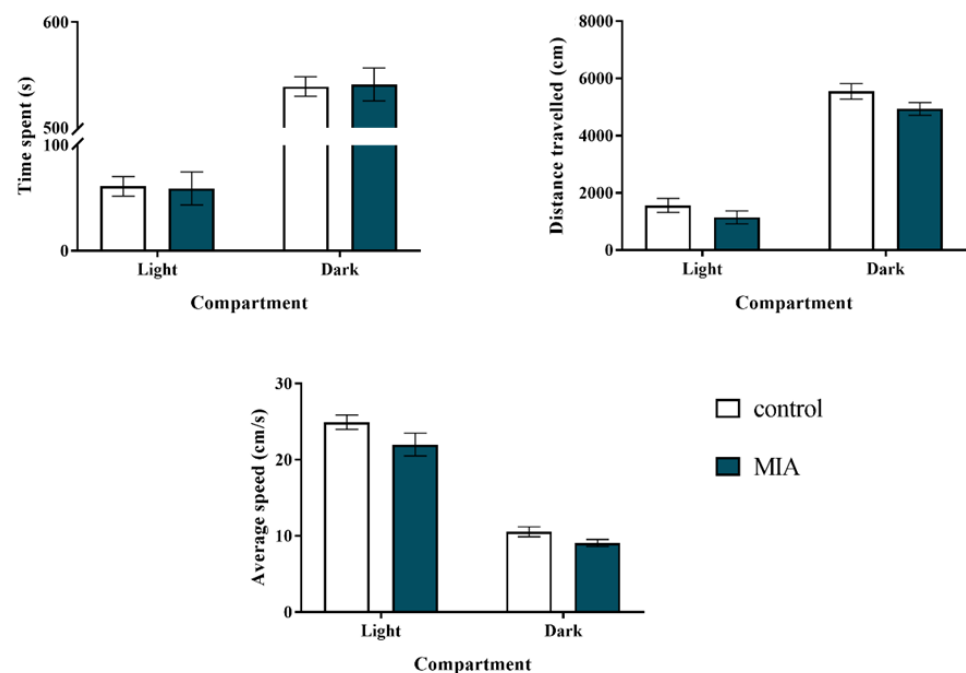 600
500
100
0
Time spent (s)
Light Dark
Compartment
8000
6000
4000
2000
0
Distance travelled (cm)
Light Dark
Compartment
30
20
10
0
Average speed (cm/s)
Light Dark
Compartment
control
MIA